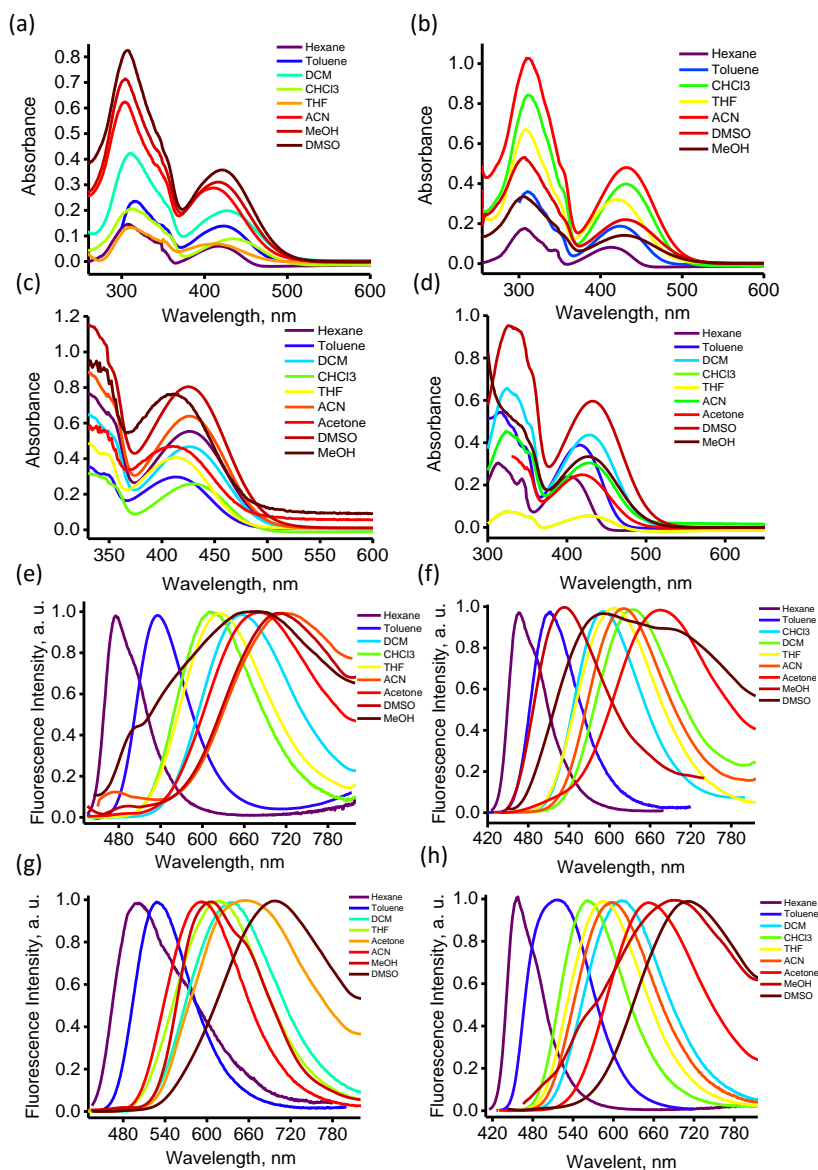 (a)
Absorbance
0.8
0.7
0.6
0.5
0.4
0.3
0.2
0.1
0.0
300
400
500
600
Wavelength, nm
Hexane
Toluene
DCM
CHCl3
THF
ACN
MeOH
DMSO
(b)
Absorbance
1.0
0.8
0.6
0.4
0.2
0.0
300
400
500
600
Wavelength, nm
Hexane
Toluene
CHCl3
THF
ACN
DMSO
MeOH
(c)
Absorbance
1.2
1.0
0.8
0.6
0.4
0.2
0.0
350
400
450
500
550
600
Wavelength, nm
Hexane
Toluene
DCM
CHCl3
THF
ACN
Acetone
DMSO
MeOH
(d)
Absorbance
1.0
0.8
0.6
0.4
0.2
0.0
300
400
500
600
Wavelength, nm
Hexane
Toluene
DCM
CHCl3
THF
ACN
Acetone
DMSO
MeOH
(e)
Fluorescence Intensity, a. u.
1.0
0.8
0.6
0.4
0.2
0.0
480
600
720
Wavelength, nm
Hexane
Toluene
DCM
CHCl3
THF
ACN
Acetone
DMSO
MeOH
(f)
Fluorescence Intensity, a. u.
1.0
0.8
0.6
0.4
0.2
0.0
420
480
540
600
660
720
780
Wavelength, nm
Hexane
Toluene
CHCl3
DCM
THF
ACN
Acetone
MeOH
DMSO
(g)
Fluorescence Intensity, a. u.
1.0
0.8
0.6
0.4
0.2
0.0
480
540
600
660
720
780
Wavelength, nm
Hexane
Toluene
DCM
THF
Acetone
ACN
MeOH
DMSO
(h)
Fluorescence Intensity, a. u.
1.0
0.8
0.6
0.4
0.2
0.0
420
480
540
600
660
720
780
Wavelent, nm
Hexane
Toluene
DCM
CHCl3
THF
ACN
Acetone
MeOH
DMSO